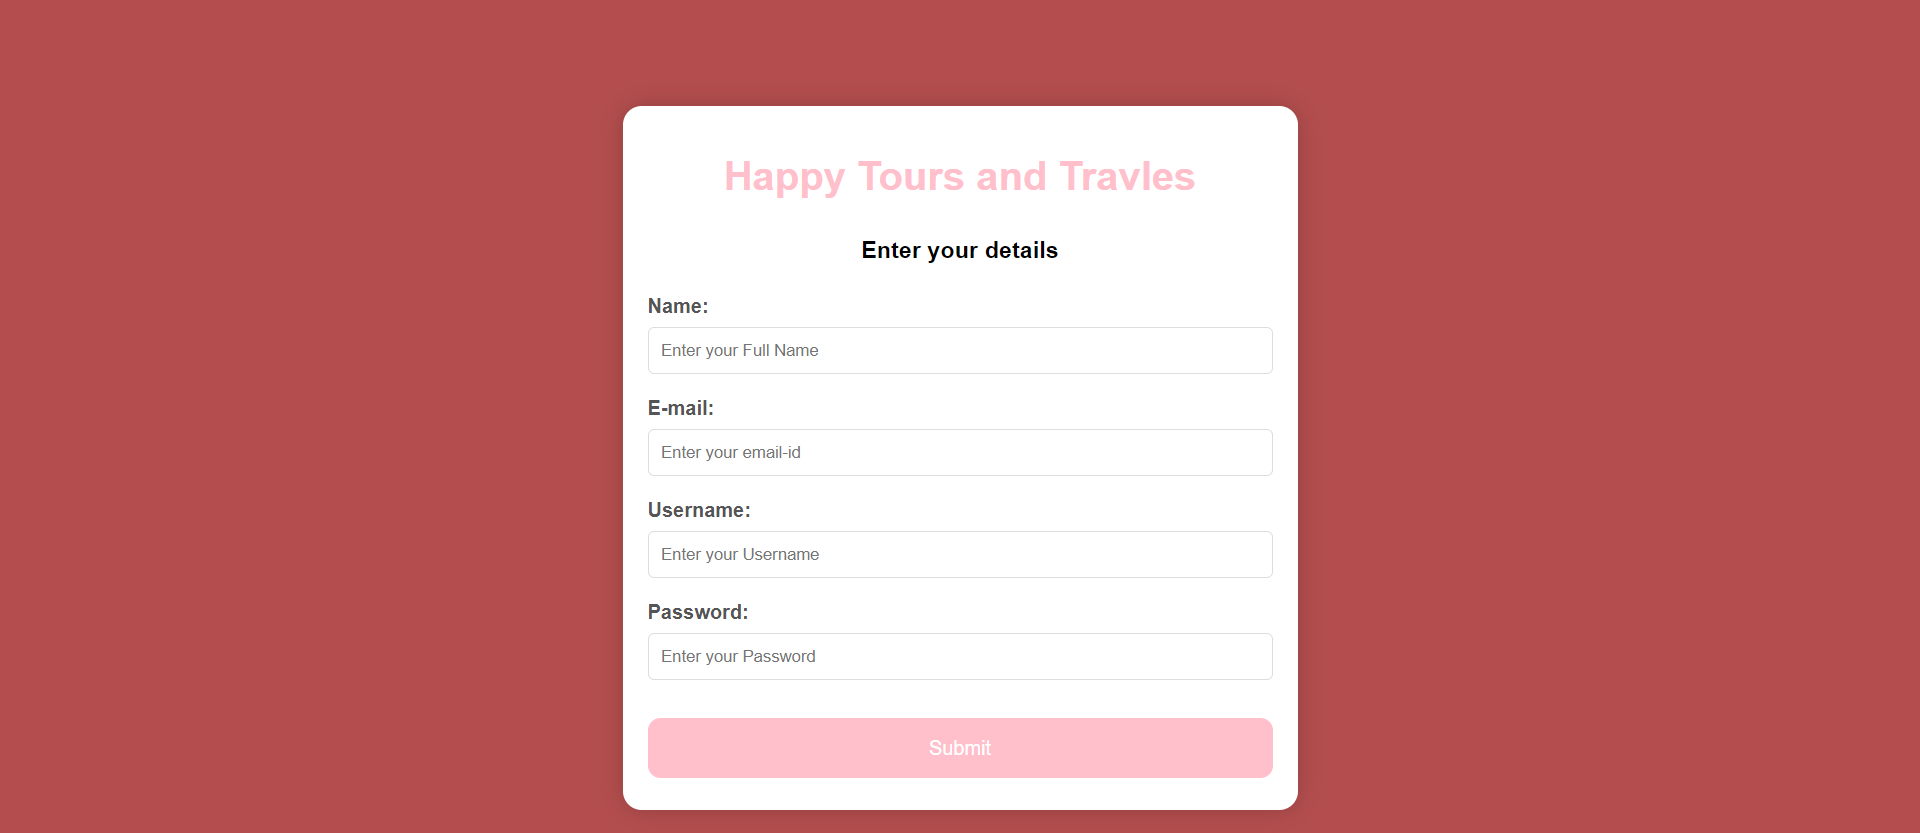 Happy Tours and Travles
Enter your details
Name:
Enter your Full Name
E-mail:
Enter your email-id
Username:
Enter your Username
Password:
Enter your Password
Submit